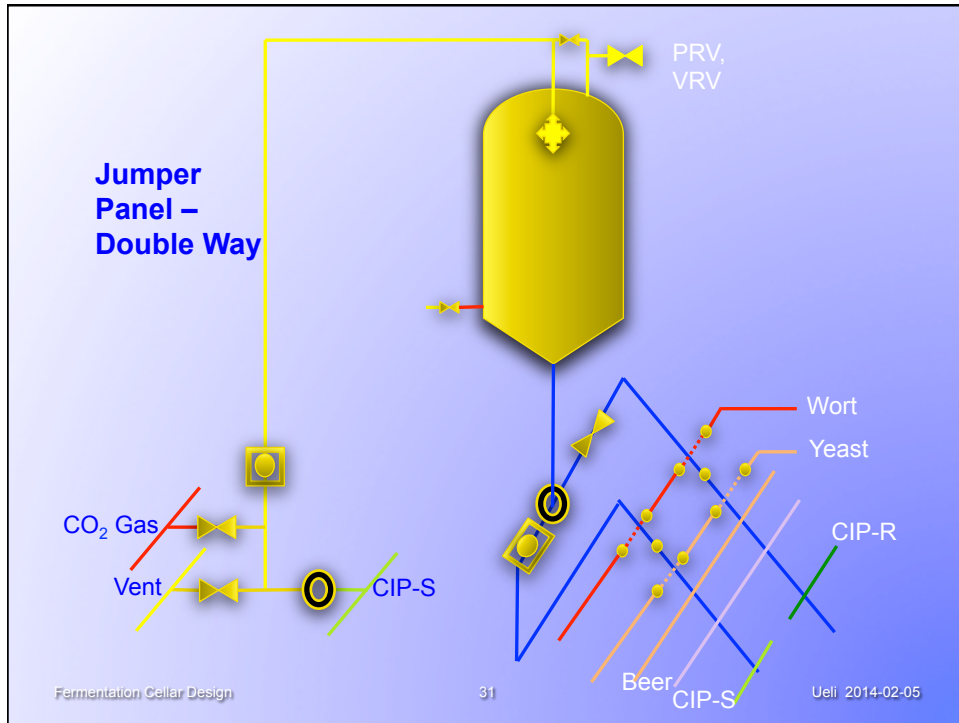 PRV,
VRV
Jumper
Panel –
Double Way
Wort
Yeast
CO₂ Gas
CIP-R
Vent
CIP-S
Beer
CIP-S
Fermentation Cellar Design
31
Ueli 2014-02-05